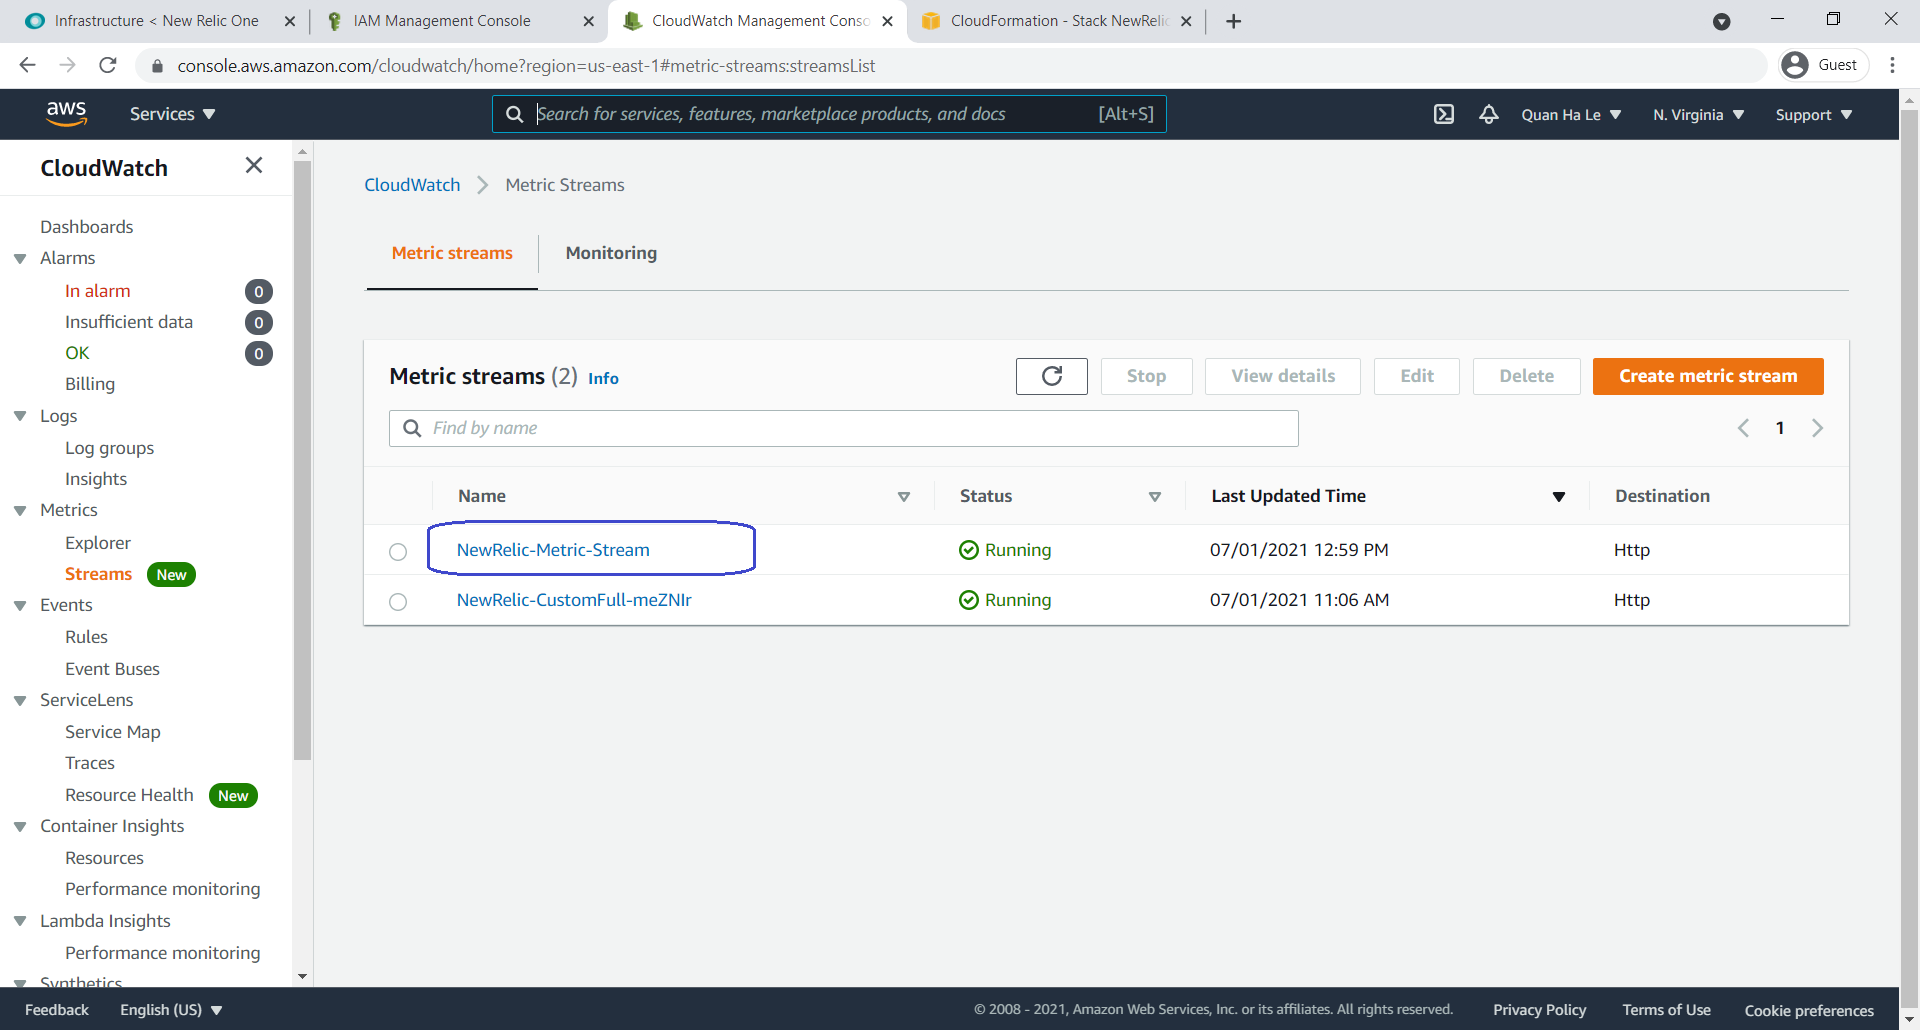 Infrastructure < New Relic One
IAM Management Console
CloudWatch Management Conso
CloudFormation - Stack NewRelic
console.aws.amazon.com/cloudwatch/home?region=us-east-1#metric-streams:streamsList
Guest
aws
Services
Search for services, features, marketplace products, and docs [Alt+S]
Quan Ha Le
N. Virginia
Support
CloudWatch
Dashboards
Alarms
In alarm 0
Insufficient data 0
OK 0
Billing
Logs
Log groups
Insights
Metrics
Explorer
Streams New
Events
Rules
Event Buses
ServiceLens
Service Map
Traces
Resource Health New
Container Insights
Resources
Performance monitoring
Lambda Insights
Performance monitoring
Synthetics
CloudWatch Metric Streams
Metric streams Monitoring
Metric streams (2) Info
Stop View details Edit Delete Create metric stream
Find by name
1
Name Status Last Updated Time Destination
NewRelic-Metric-Stream Running 07/01/2021 12:59 PM Http
NewRelic-CustomFull-meZNIr Running 07/01/2021 11:06 AM Http
Feedback English (US) © 2008 - 2021, Amazon Web Services, Inc. or its affiliates. All rights reserved. Privacy Policy Terms of Use Cookie preferences